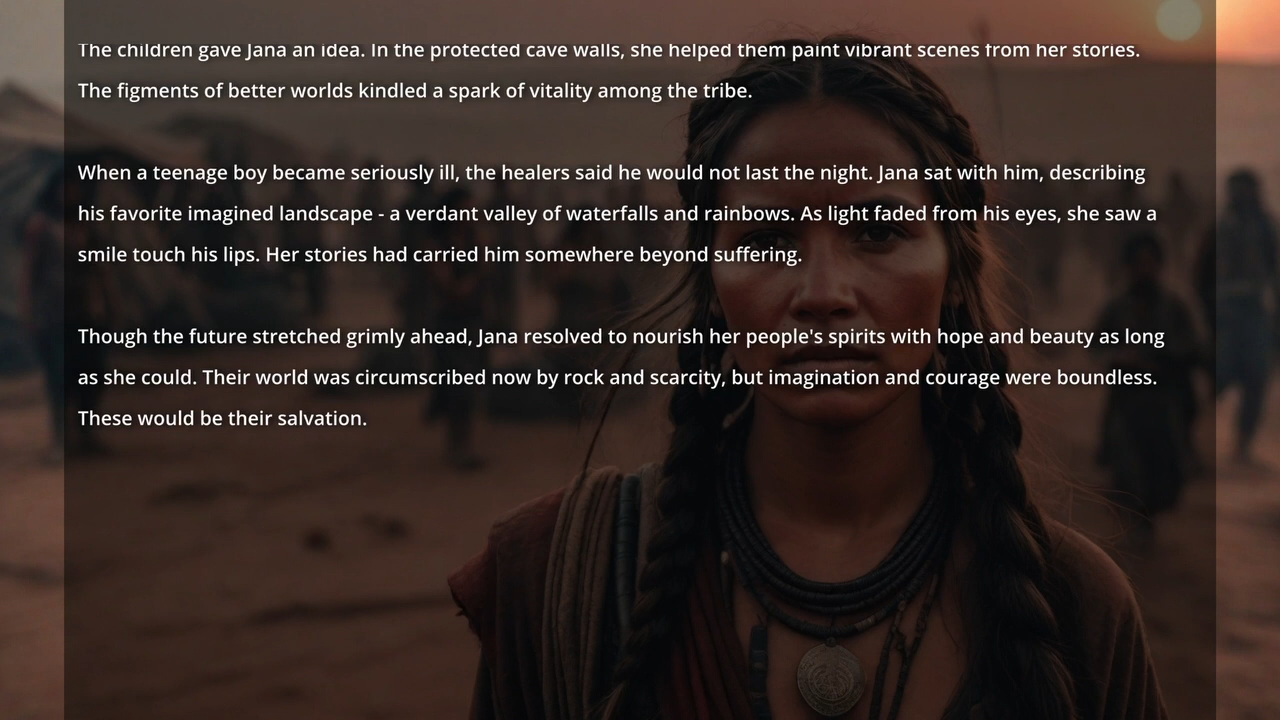 The children gave Jana an idea. In the protected cave walls, she helped them paint vibrant scenes from her stories.
The figments of better worlds kindled a spark of vitality among the tribe.
When a teenage boy became seriously ill, the healers said he would not last the night. Jana sat with him, describing
his favorite imagined landscape - a verdant valley of waterfalls and rainbows. As light faded from his eyes, she saw a
smile touch his lips. Her stories had carried him somewhere beyond suffering.
Though the future stretched grimly ahead, Jana resolved to nourish her people's spirits with hope and beauty as long
as she could. Their world was circumscribed now by rock and scarcity, but imagination and courage were boundless.
These would be their salvation.